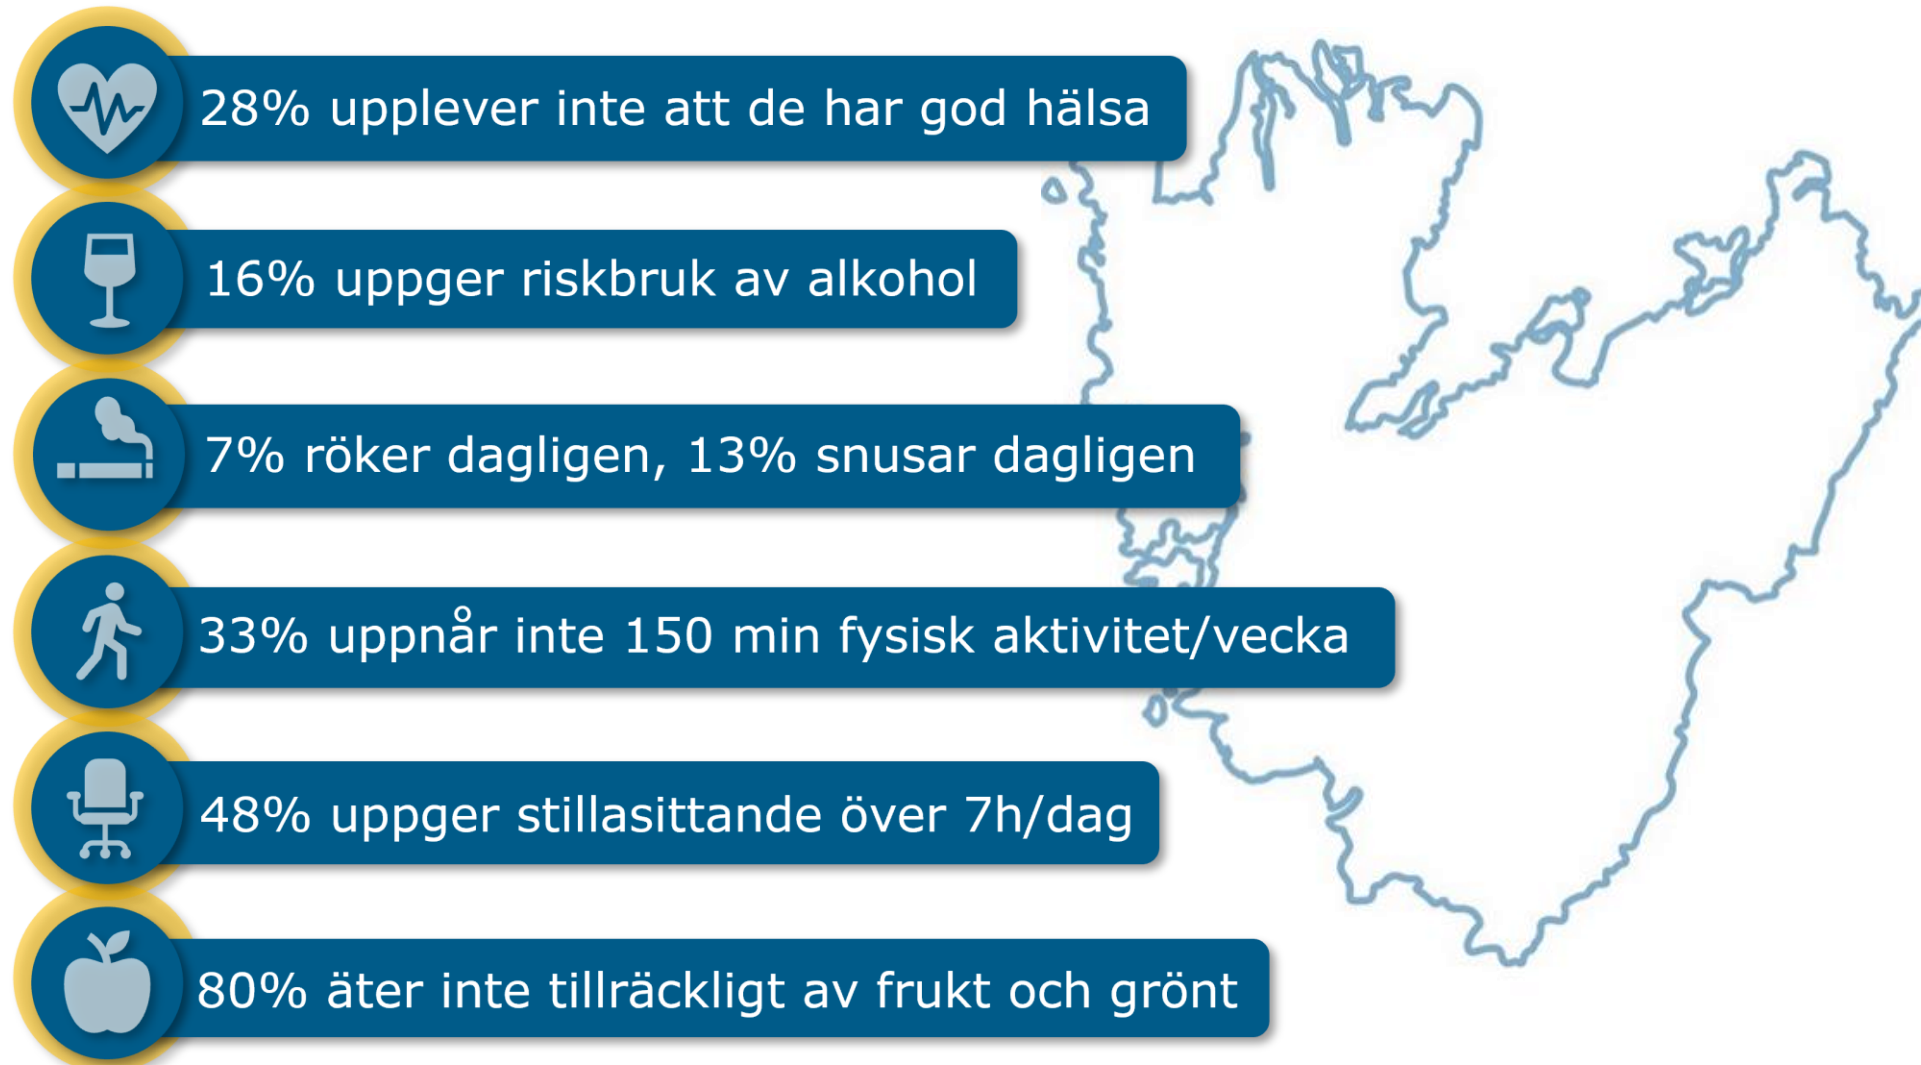 28% upplever inte att de har god hälsa
16% uppger riskbruk av alkohol
7% röker dagligen, 13% snusar dagligen
33% uppnår inte 150 min fysisk aktivitet/vecka
48% uppger stillasittande över 7h/dag
80% äter inte tillräckligt av frukt och grönt